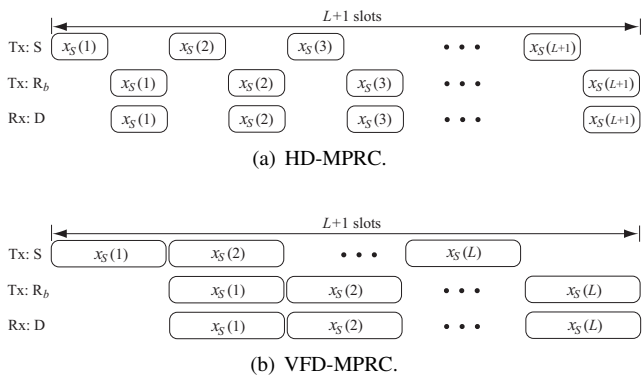 L+1 slots
Tx: S x_S(1) x_S(2) x_S(3) • • • x_S(L+1)
Tx: R_b x_S(1) x_S(2) x_S(3) • • • x_S(L+1)
Rx: D x_S(1) x_S(2) x_S(3) • • • x_S(L+1)
(a) HD-MPRC.
L+1 slots
Tx: S x_S(1) x_S(2) • • • x_S(L)
Tx: R_b x_S(1) x_S(2) • • • x_S(L)
Rx: D x_S(1) x_S(2) • • • x_S(L)
(b) VFD-MPRC.